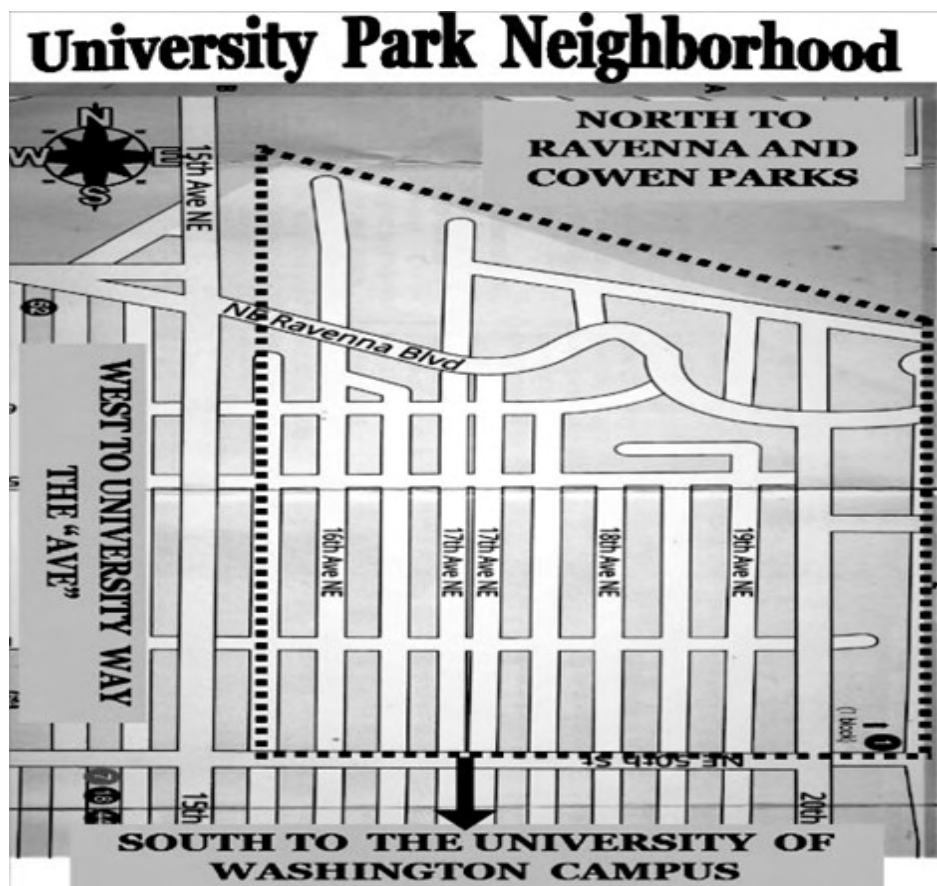 University Park Neighborhood
B
A
NORTH TO
RAVENNA AND
COWEN PARKS
N
W E
S
15th Ave NE
NE Ravenna Blvd
WEST TO UNIVERSITY WAY
THE “AVE”
16th Ave NE
17th Ave NE
17th Ave NE
18th Ave NE
19th Ave NE
(1 block)
NE 50th St
15th
20th
SOUTH TO THE UNIVERSITY OF
WASHINGTON CAMPUS